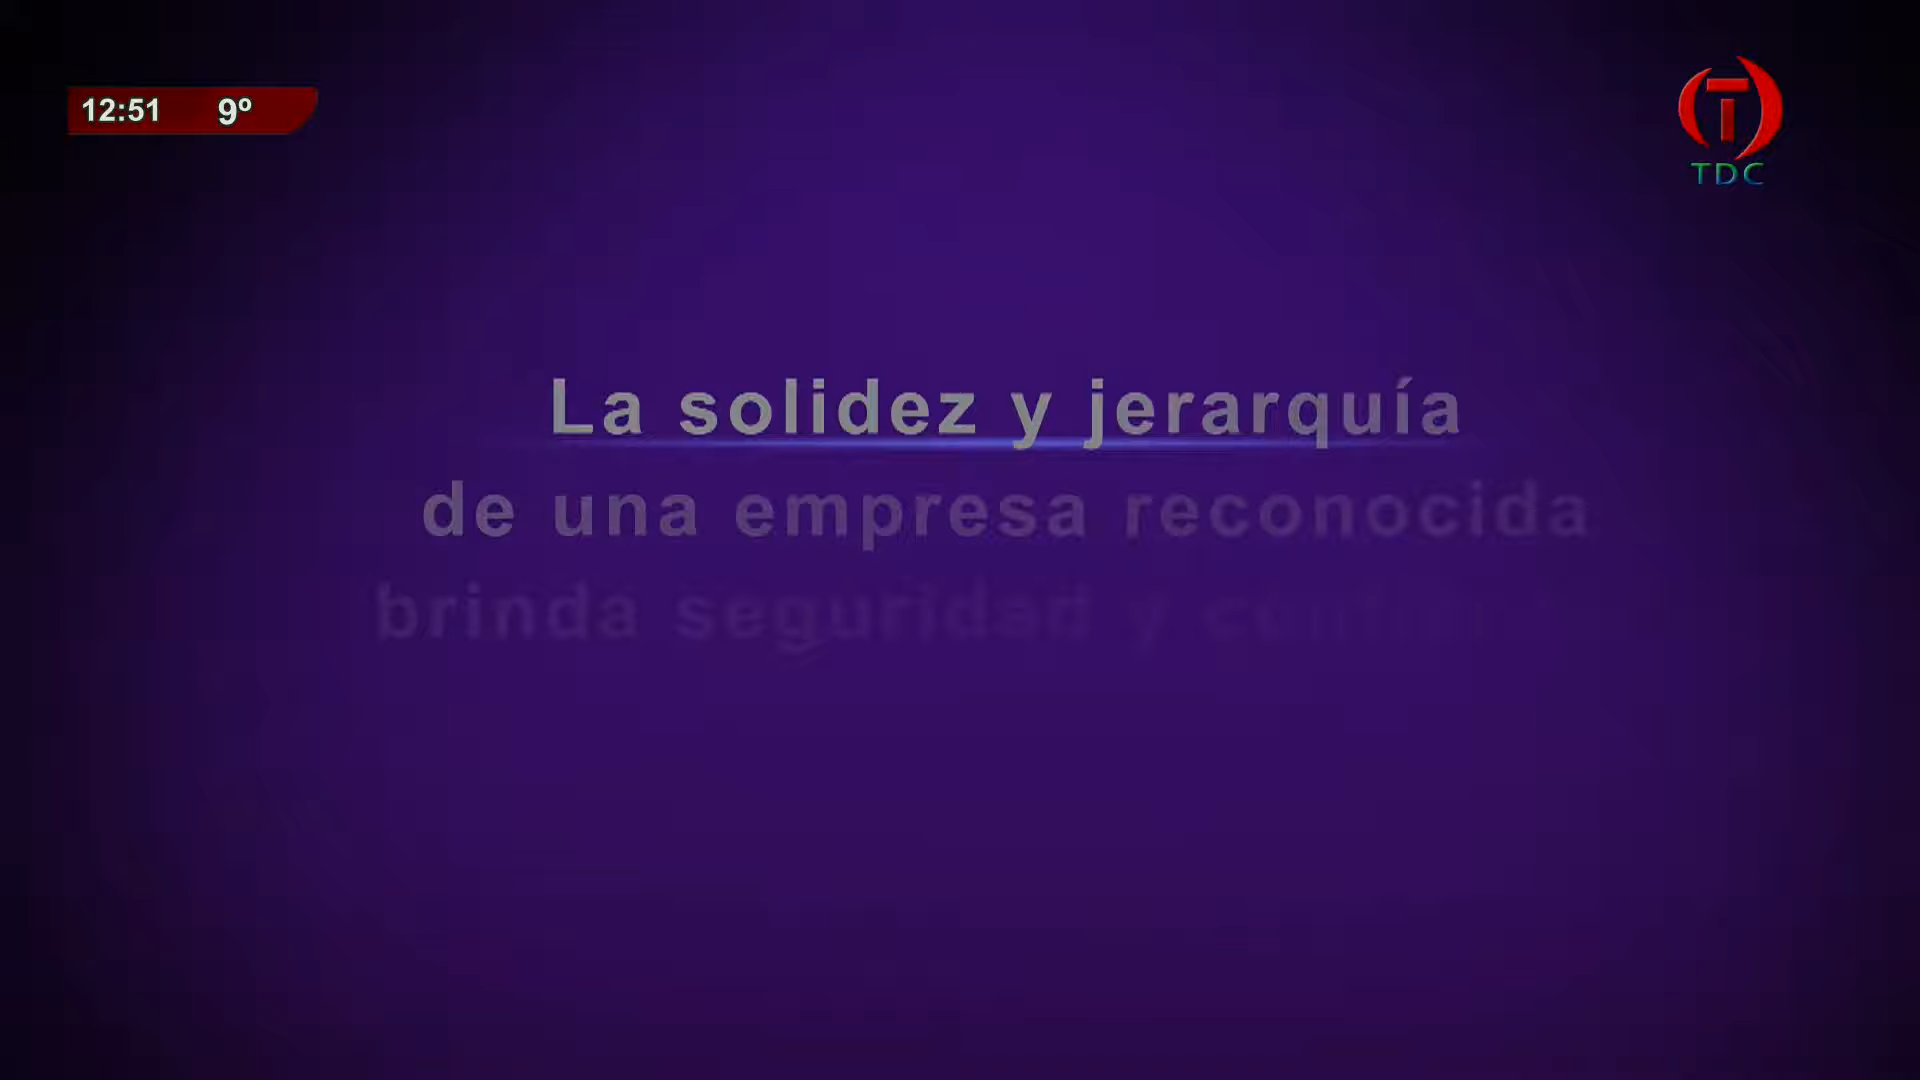 12:51 9º
T
TDC
La solidez y jerarquía
de una empresa reconocida
brinda seguridad y